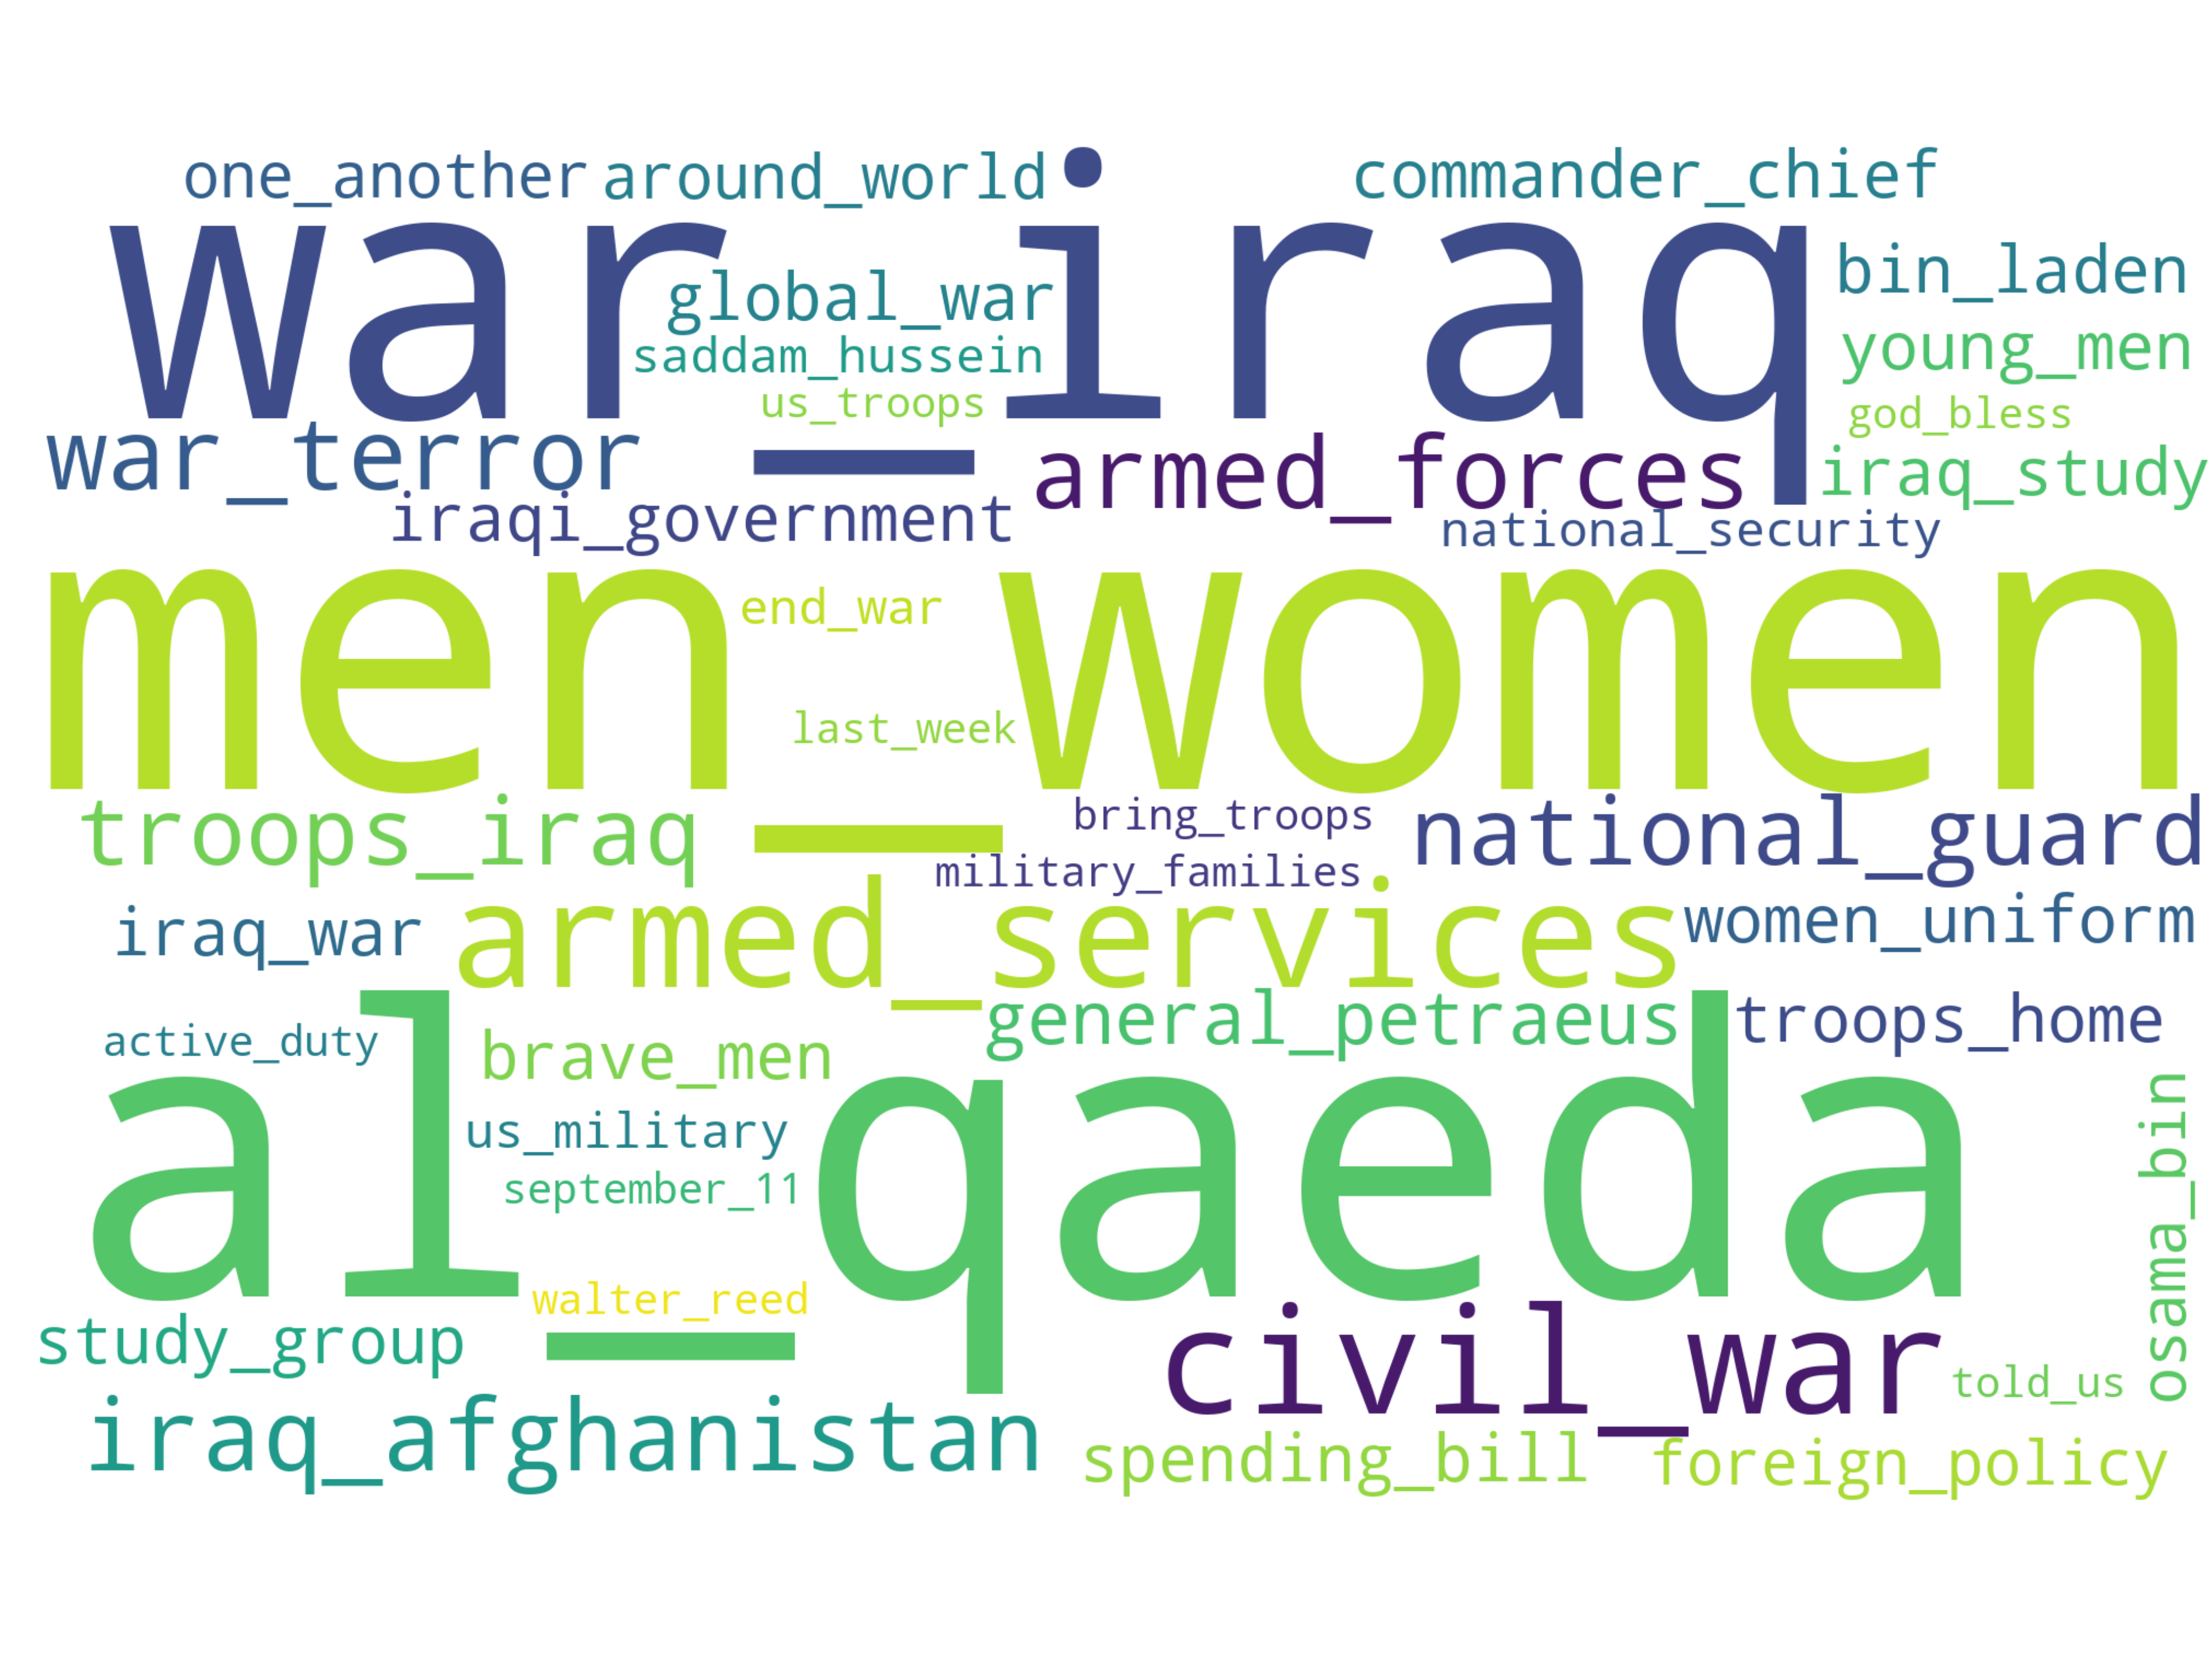 one_another around_world commander_chief
war_iraq
bin_laden
global_war
young_men
saddam_hussein
us_troops
god_bless
war_terror
armed_forces
iraq_study
iraqi_government
national_security
men_women
end_war
last_week
troops_iraq
bring_troops
national_guard
military_families
iraq_war
armed_services
women_uniform
general_petraeus
troops_home
active_duty
brave_men
al_qaeda
us_military
september_11
osama_bin
walter_reed
study_group
civil_war
told_us
iraq_afghanistan
spending_bill
foreign_policy